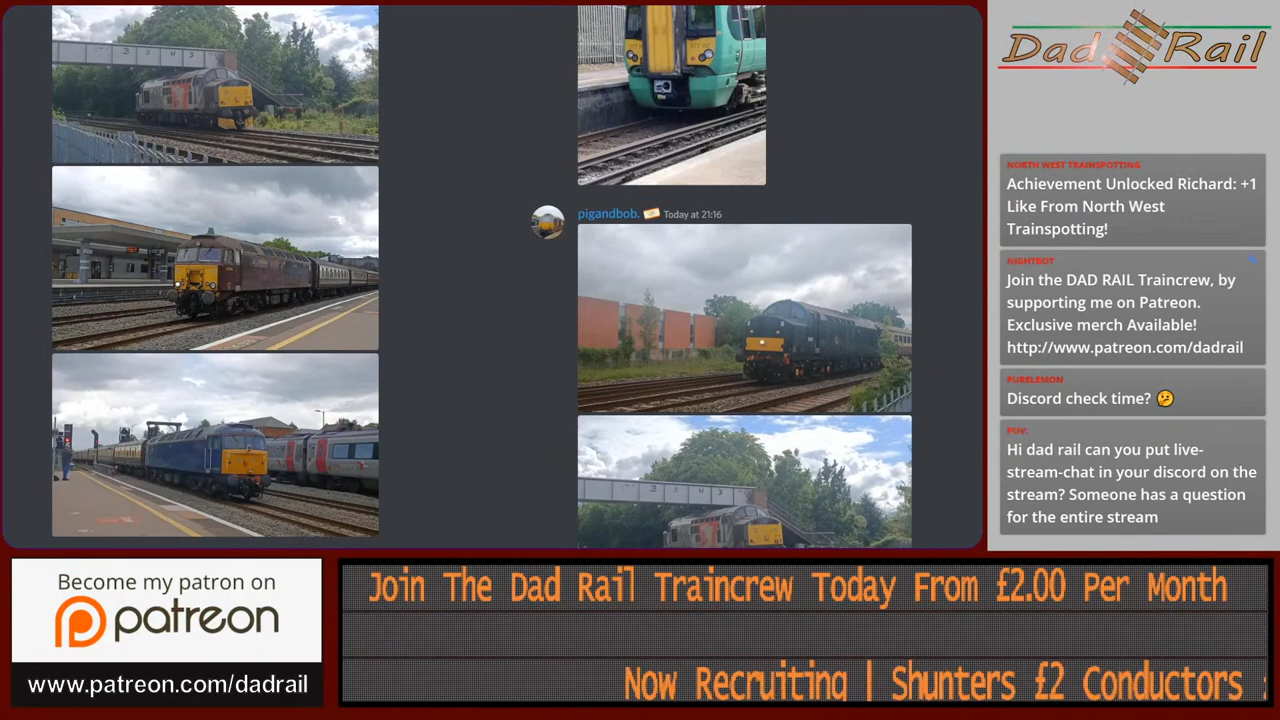 Dad Rail
NORTH WEST TRAINSPOTTING
Achievement Unlocked Richard: +1
Like From North West
Trainspotting!
NIGHTBOT
Join the DAD RAIL Traincrew, by
supporting me on Patreon.
Exclusive merch Available!
http://www.patreon.com/dadrail
PURELEMON
Discord check time?
FOV:
Hi dad rail can you put live-
stream-chat in your discord on the
stream? Someone has a question
for the entire stream
pigandbob. Today at 21:16
Become my patron on
patreon
www.patreon.com/dadrail
Join The Dad Rail Traincrew Today From £2.00 Per Month
Now Recruiting | Shunters £2 Conductors